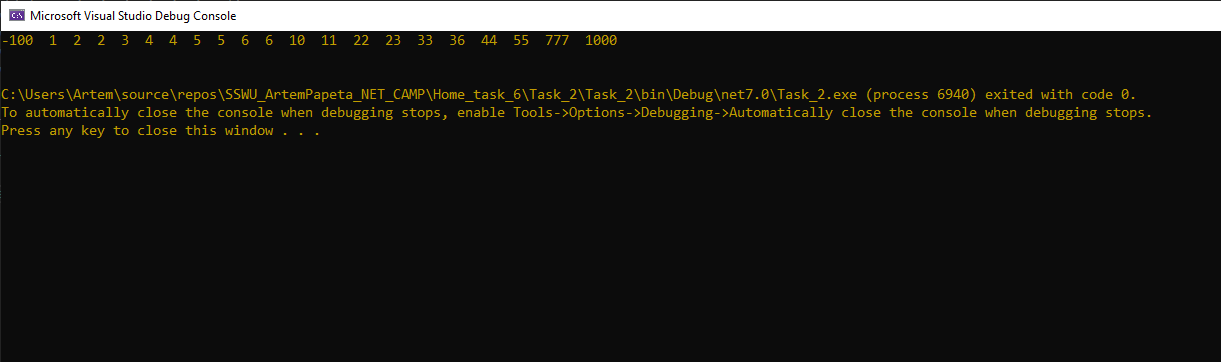 C:\ Microsoft Visual Studio Debug Console
-100  1  2  2  3  4  4  5  5  6  6  10  11  22  23  33  36  44  55  777  1000
C:\Users\Artem\source\repos\SSWU_ArtemPapeta_NET_CAMP\Home_task_6\Task_2\Task_2\bin\Debug\net7.0\Task_2.exe (process 6940) exited with code 0.
To automatically close the console when debugging stops, enable Tools->Options->Debugging->Automatically close the console when debugging stops.
Press any key to close this window . . .